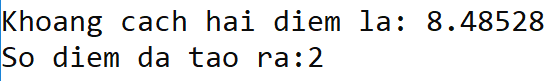 Khoang cach hai diem la: 8.48528
So diem da tao ra:2